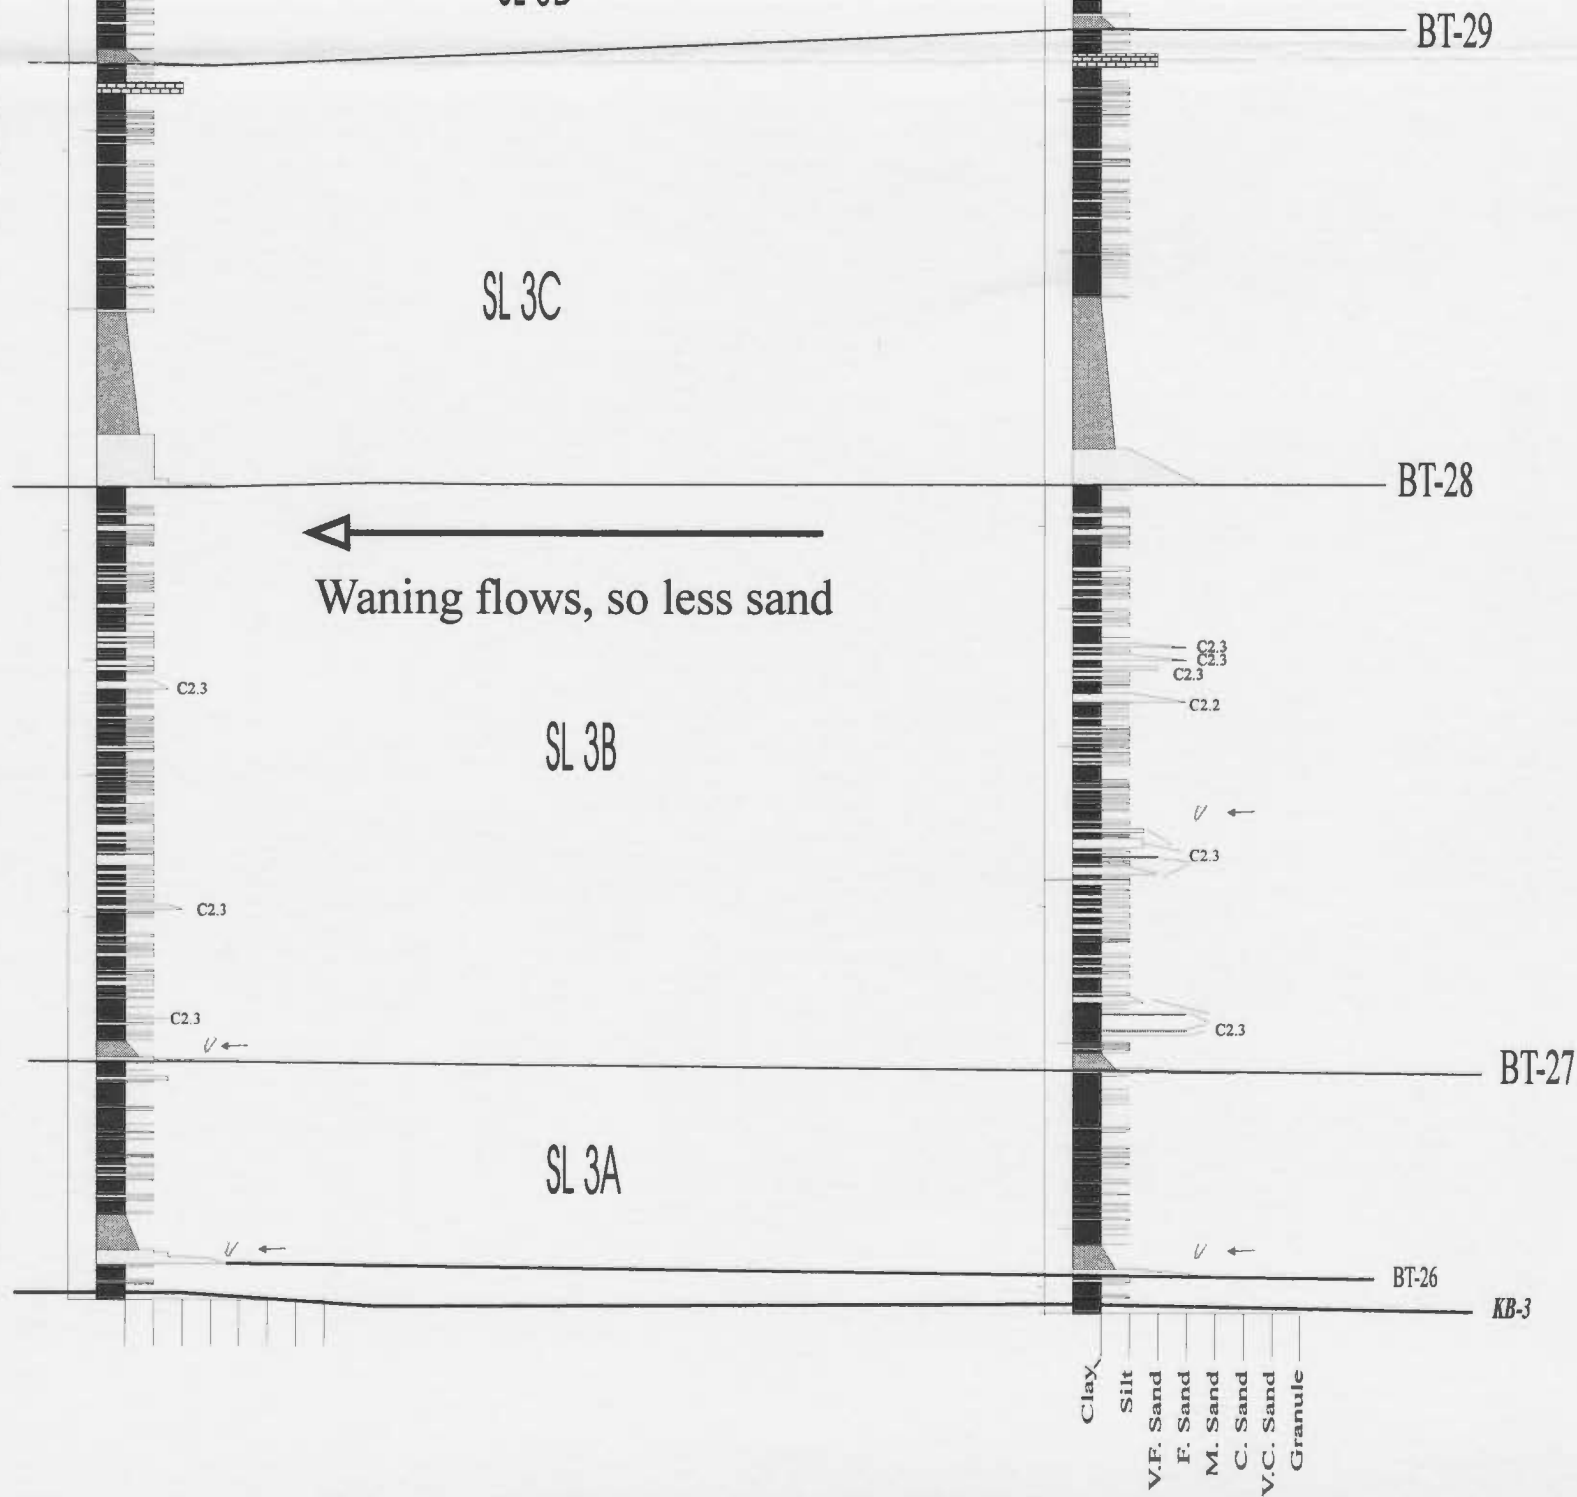 BT-29
SL 3C
BT-28
Waning flows, so less sand
C2.3
C2.3
C2.3
C2.3
C2.2
SL 3B
V
C2.3
C2.3
C2.3
C2.3
V
BT-27
SL 3A
V
V
BT-26
KB-3
Clay
Silt
V.F. Sand
F. Sand
M. Sand
C. Sand
V.C. Sand
Granule